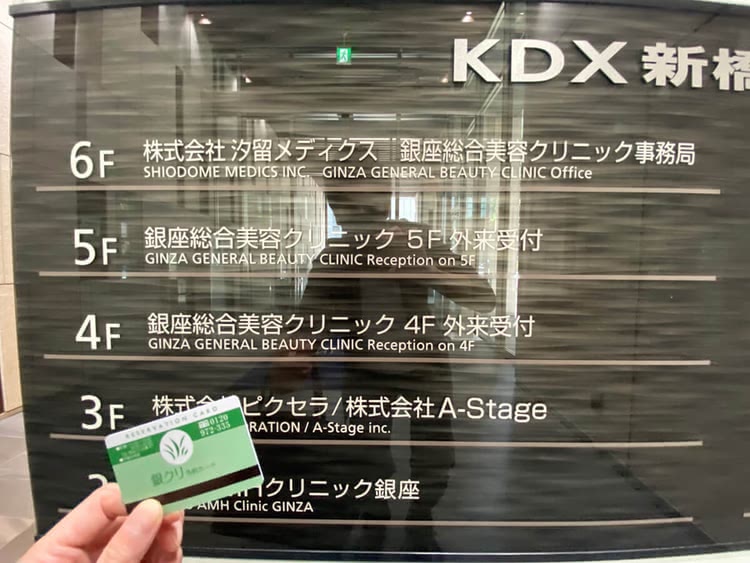 KDX 新橋
6F 株式会社 汐留メディクス 銀座総合美容クリニック事務局
SHIODOME MEDICS INC. GINZA GENERAL BEAUTY CLINIC Office
5F 銀座総合美容クリニック 5F 外来受付
GINZA GENERAL BEAUTY CLINIC Reception on 5F
4F 銀座総合美容クリニック 4F 外来受付
GINZA GENERAL BEAUTY CLINIC Reception on 4F
3F 株式会 ピクセラ/株式会社 A-Stage
ORATION / A-Stage inc.
クリニック銀座
AMH Clinic GINZA
RESERVATION CARD
0120
972-335
銀クリ